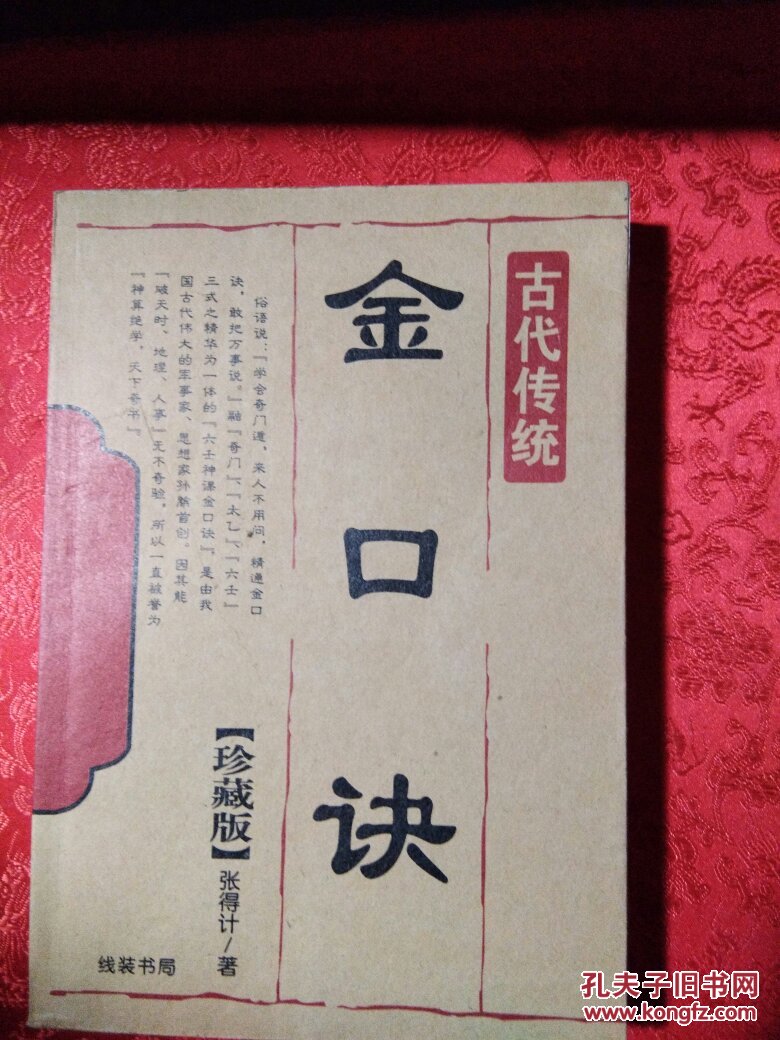 古代传统
金口诀
俗语说：『学会奇门遁，来人不用问，精通金口
诀，敢把万事说。』融『奇门』、『太乙』、『六壬』
三式之精华为一体的『六壬神课金口诀』，是由我
国古代伟大的军事家、思想家孙膑首创。因其能
『破天时、地理、人事』无不奇验，所以一直被誉为
『神算绝学，天下奇书』。
【珍藏版】
张得计/著
线装书局
孔夫子旧书网
www.kongfz.com